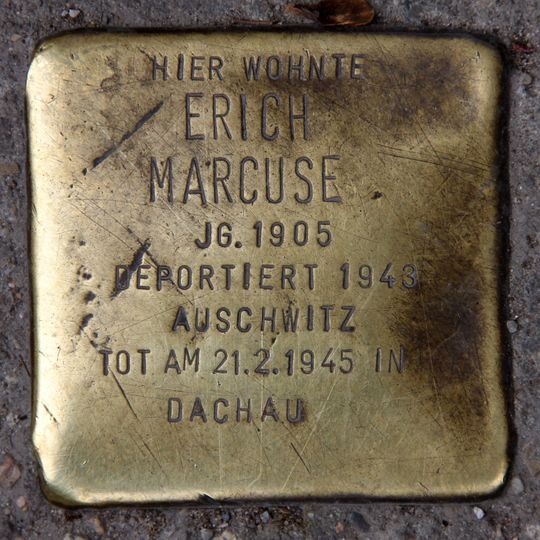 HIER WOHNTE
ERICH
MARCUSE
JG. 1905
DEPORTIERT 1943
AUSCHWITZ
TOT AM 21.2.1945 IN
DACHAU